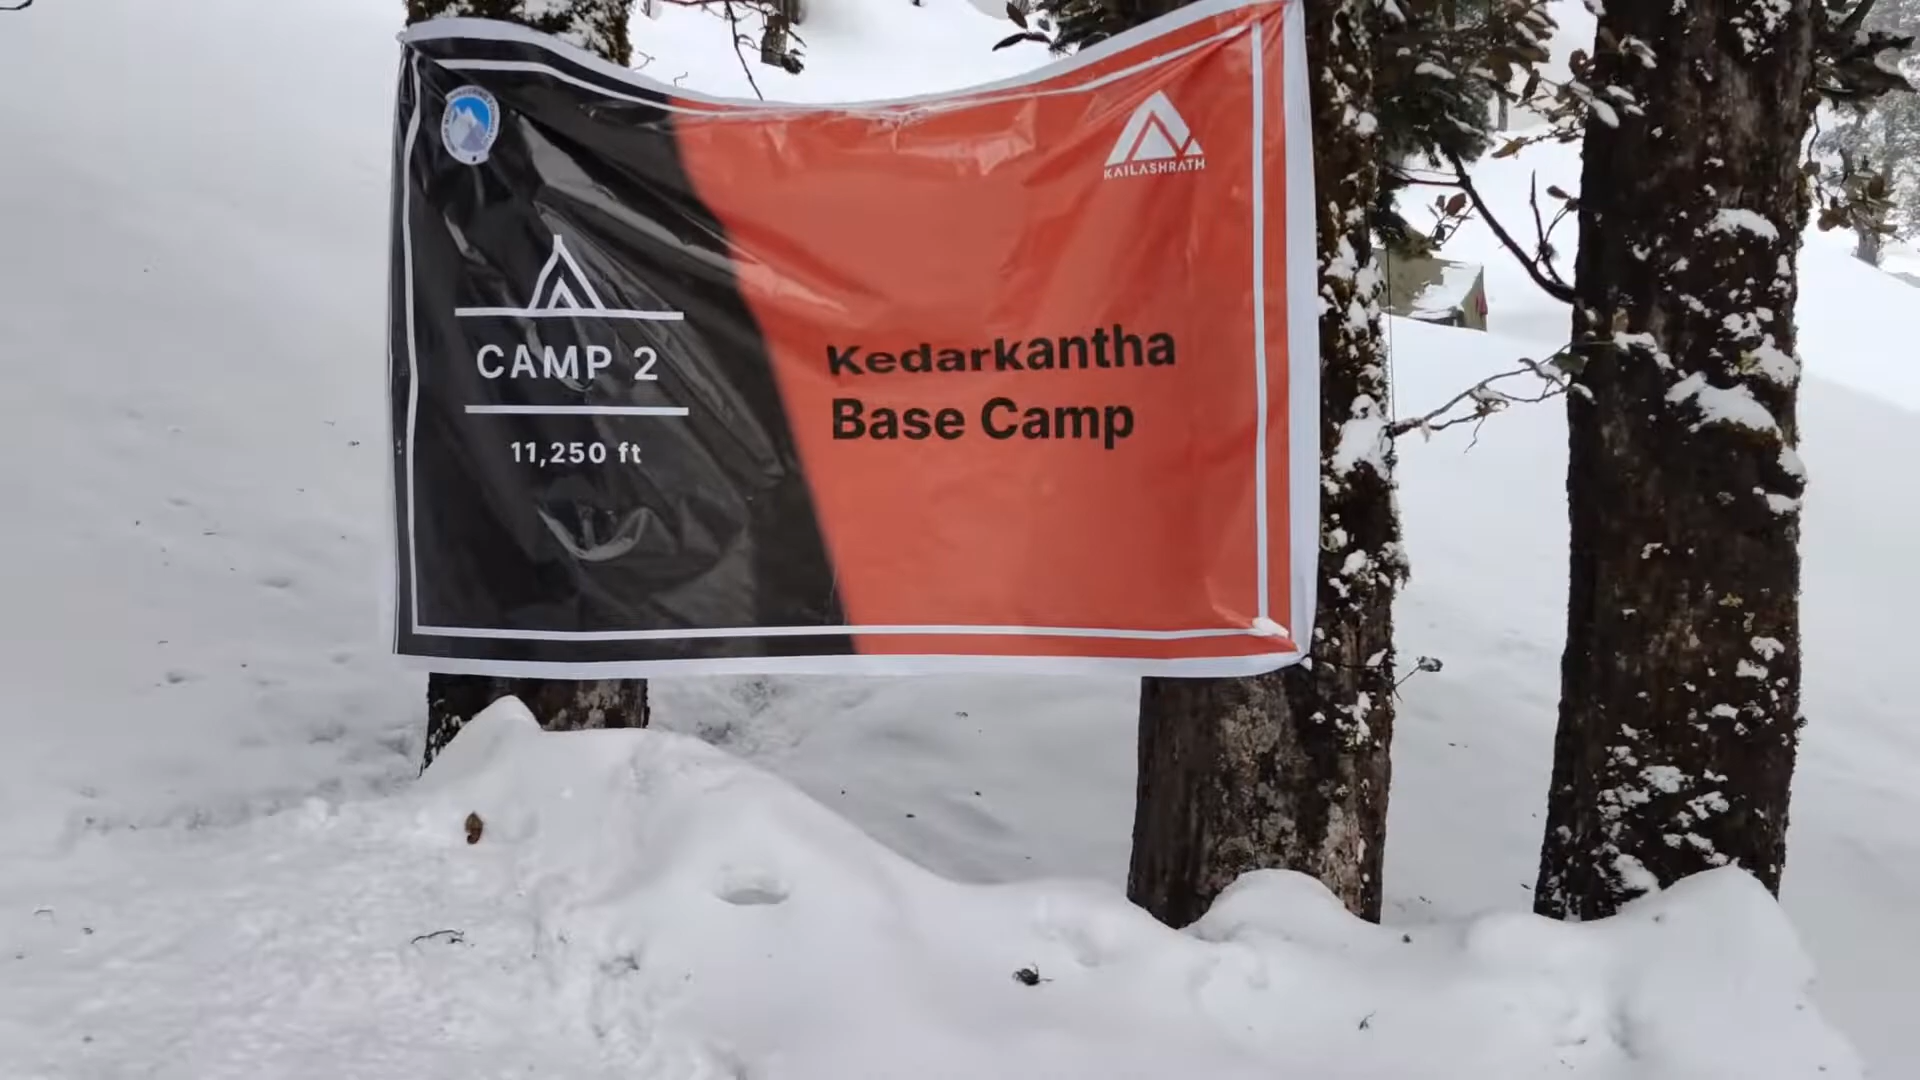 KAILASHRATH
CAMP 2
11,250 ft
Kedarkantha
Base Camp